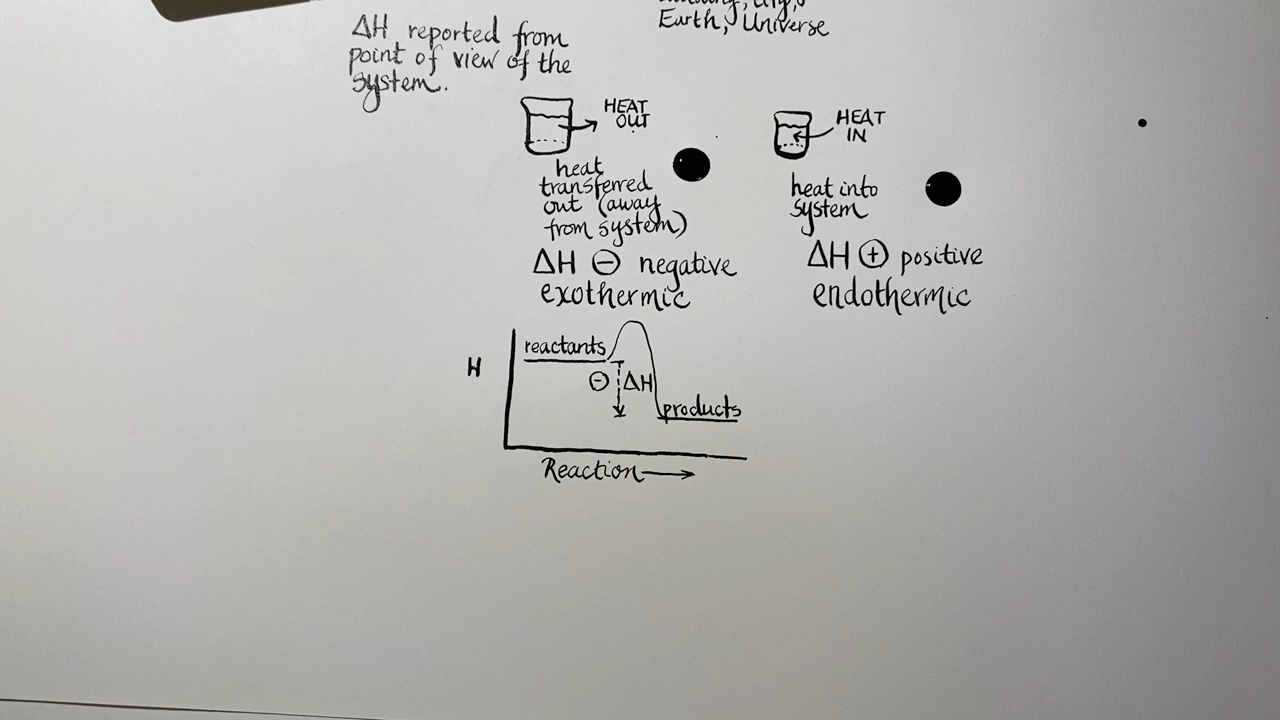 ΔH reported from
point of view of the
system.
Earth, Universe
HEAT
OUT
heat
transferred
out (away
from system)
ΔH ⊖ negative
exothermic
HEAT
IN
heat into
system
ΔH ⊕ positive
endothermic
H
reactants
⊖ ΔH
products
Reaction →